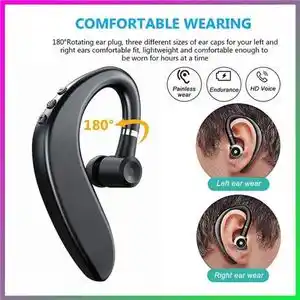 COMFORTABLE WEARING
180°Rotating ear plug, three different sizes of ear caps for your left and
right ears comfortable fit, lightweight and comfortable enough to
be worn for hours at a time
180°
Painless
wear
Endurance
HD Voice
Left ear wear
Right ear wear